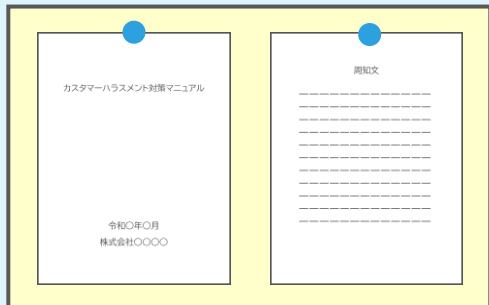 カスタマーハラスメント対策マニュアル
令和〇年〇月
株式会社〇〇〇〇
周知文